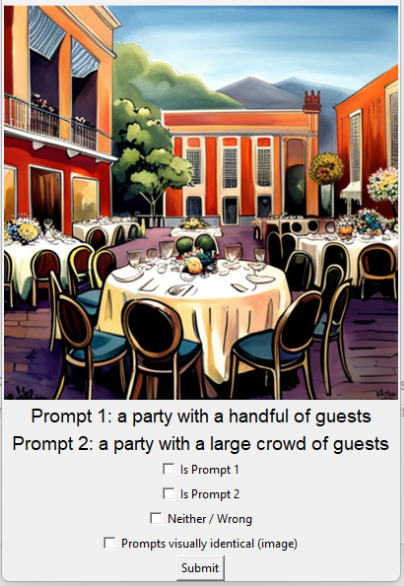 Prompt 1: a party with a handful of guests
Prompt 2: a party with a large crowd of guests
Is Prompt 1
Is Prompt 2
Neither / Wrong
Prompts visually identical (image)
Submit